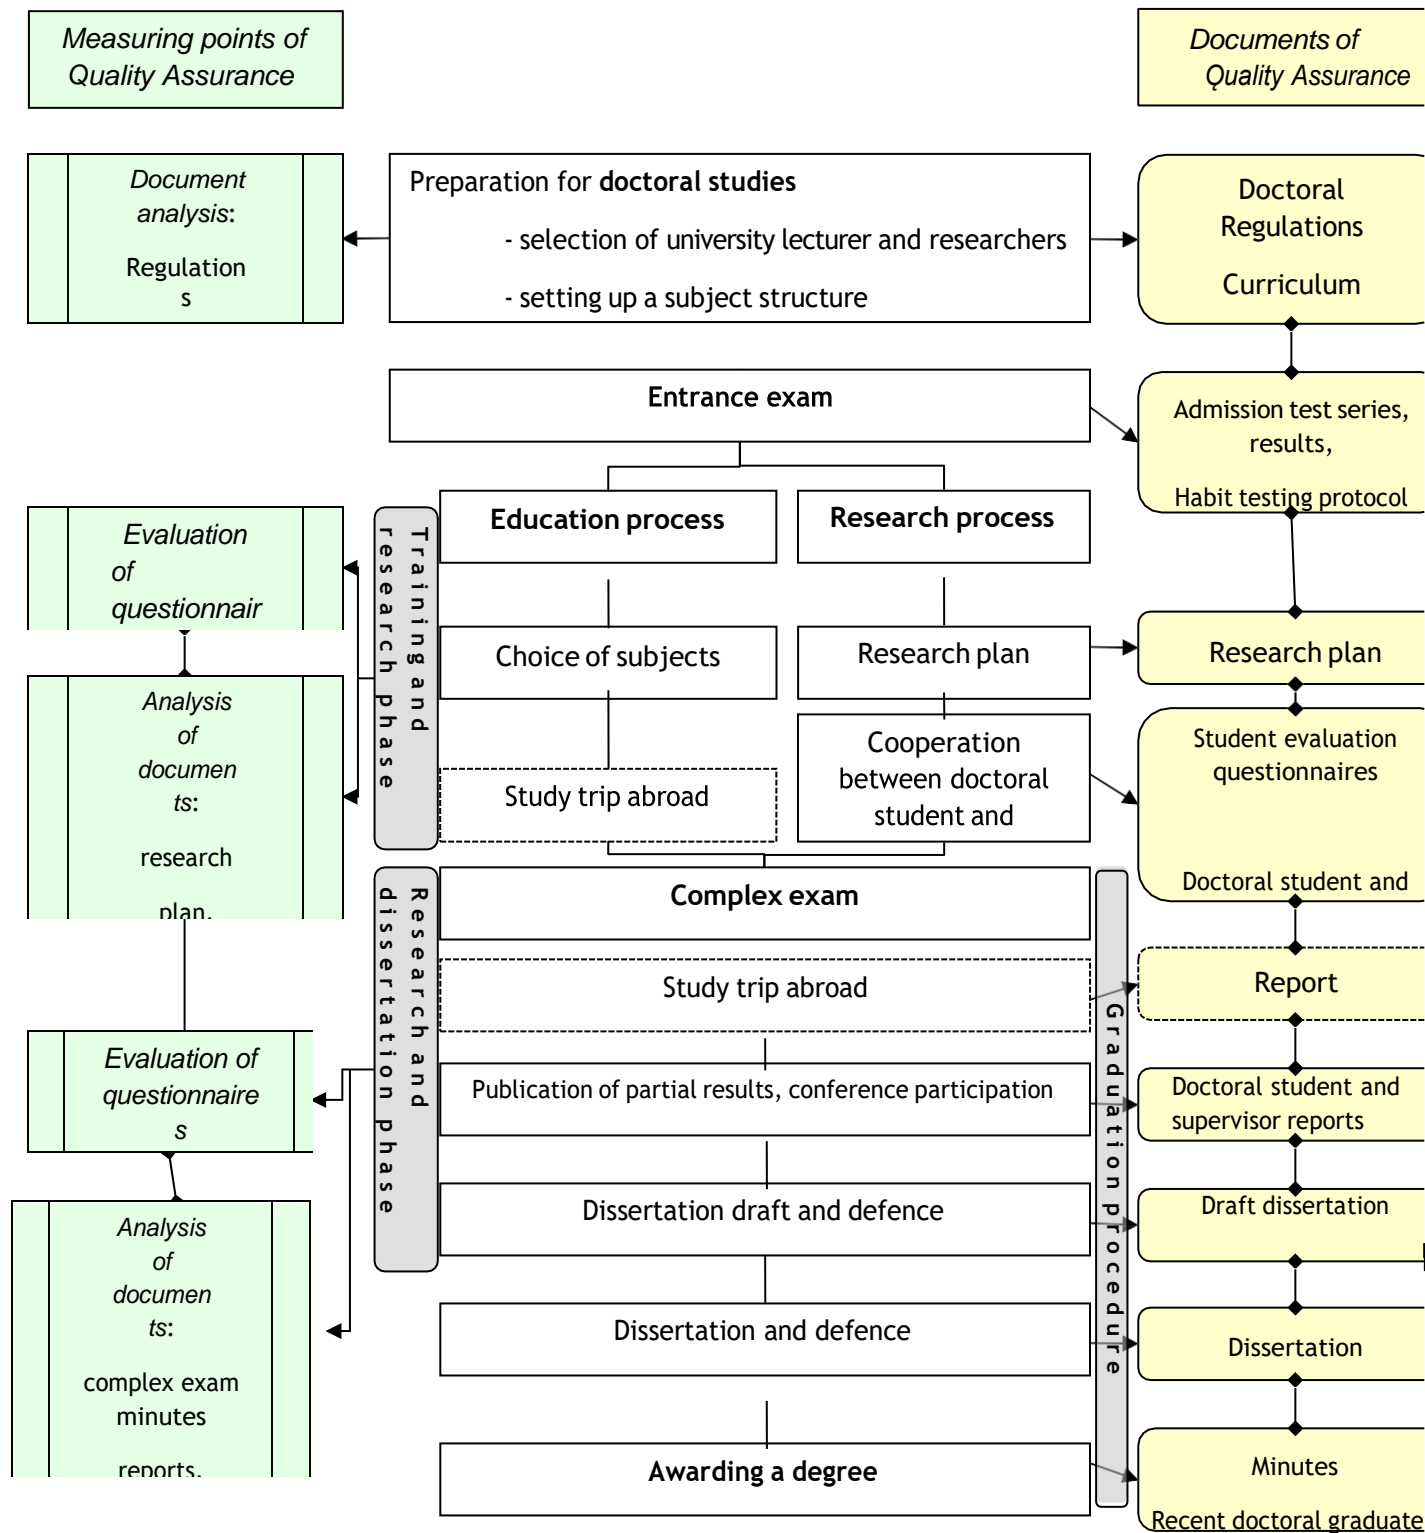 Measuring points of
Quality Assurance
Documents of
Quality Assurance
Document
analysis:
Regulation
s
Preparation for doctoral studies
- selection of university lecturer and researchers
- setting up a subject structure
Doctoral
Regulations
Curriculum
Entrance exam
Admission test series,
results,
Habit testing protocol
Education process
Research process
Evaluation
of
questionnair
Training and
research phase
Choice of subjects
Research plan
Research plan
Analysis
of
documen
ts:
research
plan.
Study trip abroad
Cooperation
between doctoral
student and
Student evaluation
questionnaires
Doctoral student and
Research and
dissertation phase
Complex exam
Graduation procedure
Study trip abroad
Report
Evaluation of
questionnaire
s
Publication of partial results, conference participation
Doctoral student and
supervisor reports
Dissertation draft and defence
Draft dissertation
Analysis
of
documen
ts:
complex exam
minutes
reports.
Dissertation and defence
Dissertation
Awarding a degree
Minutes
Recent doctoral graduate